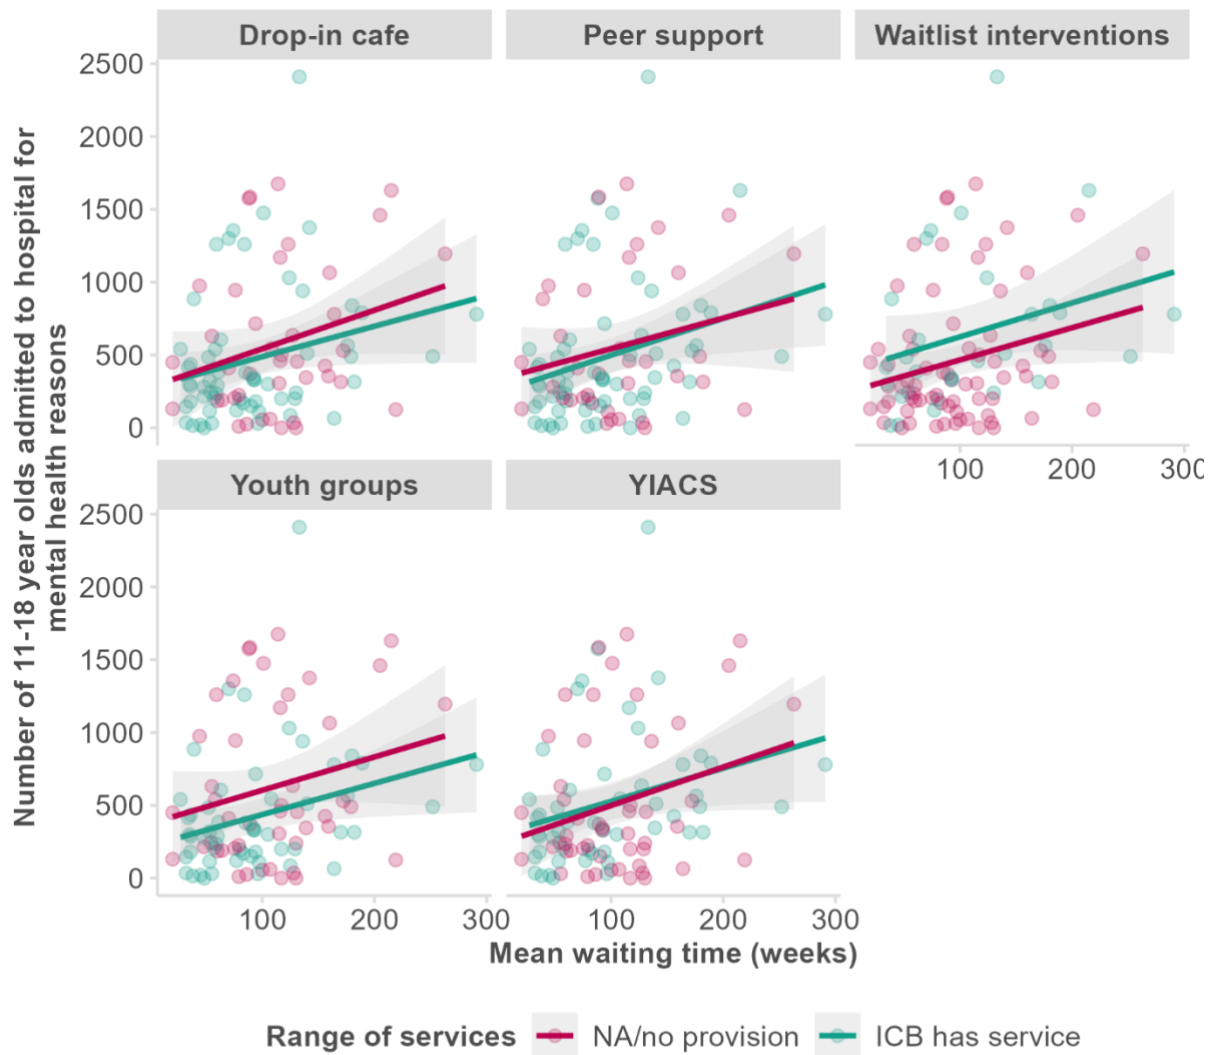 Drop-in cafe
Peer support
Waitlist interventions
Number of 11-18 year olds admitted to hospital for
mental health reasons
2500
2000
1500
1000
500
0
100
200
300
Youth groups
YIACS
2500
2000
1500
1000
500
0
100
200
300
100
200
300
Mean waiting time (weeks)
Range of services
NA/no provision
ICB has service